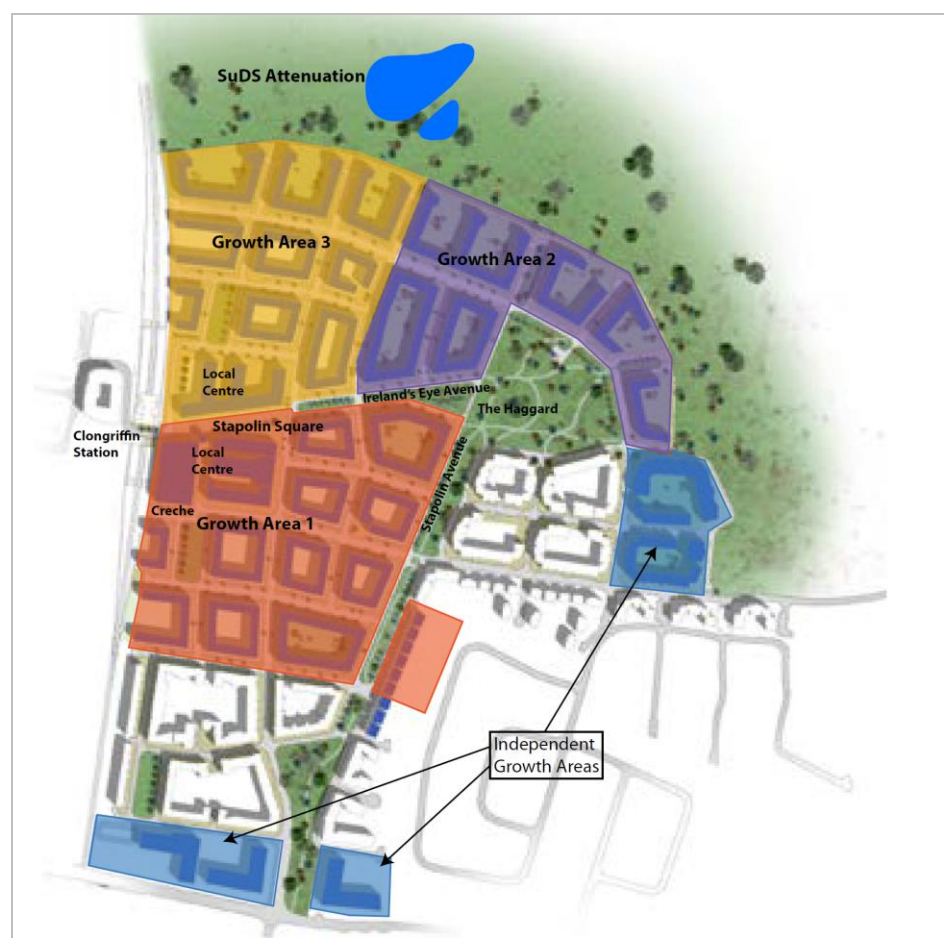 SuDS Attenuation
Growth Area 3
Growth Area 2
Local
Centre
Ireland's Eye Avenue
The Haggard
Stapolin Square
Clongriffin
Station
Local
Centre
Stapolin Avenue
Creche
Growth Area 1
Independent
Growth Areas